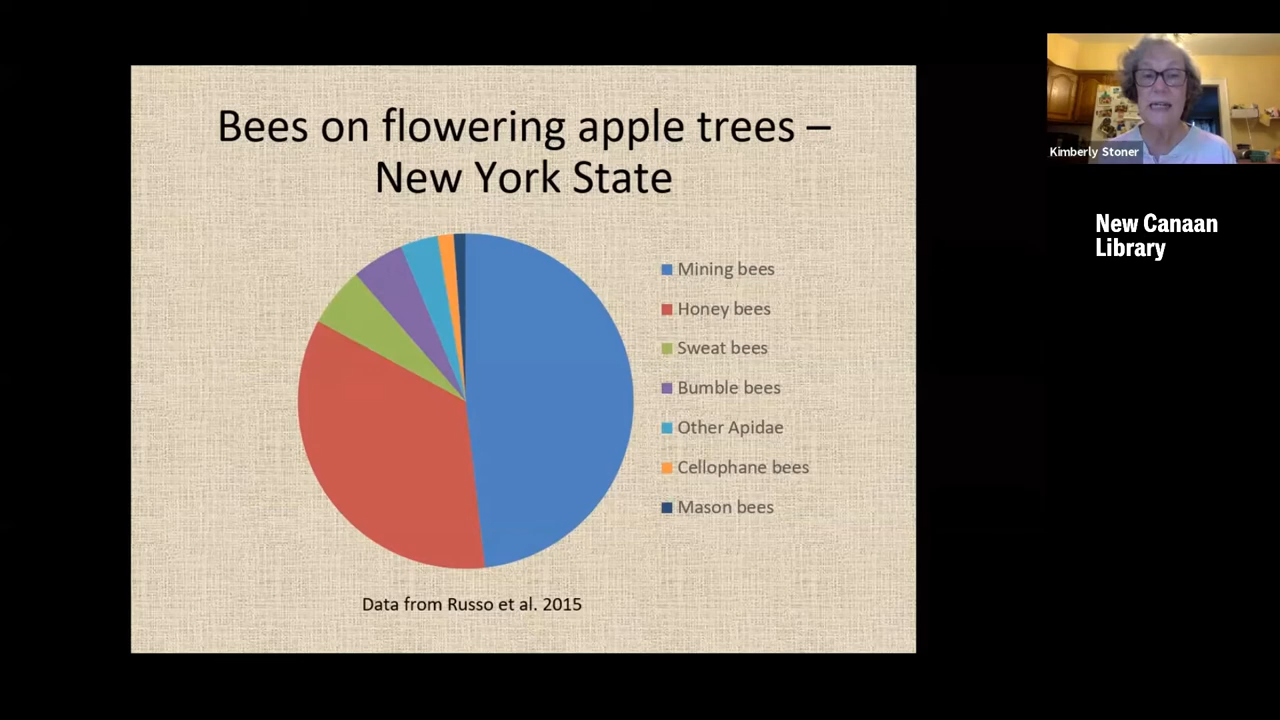 Bees on flowering apple trees –
New York State
Mining bees
Honey bees
Sweat bees
Bumble bees
Other Apidae
Cellophane bees
Mason bees
Data from Russo et al. 2015
Kimberly Stoner
New Canaan
Library